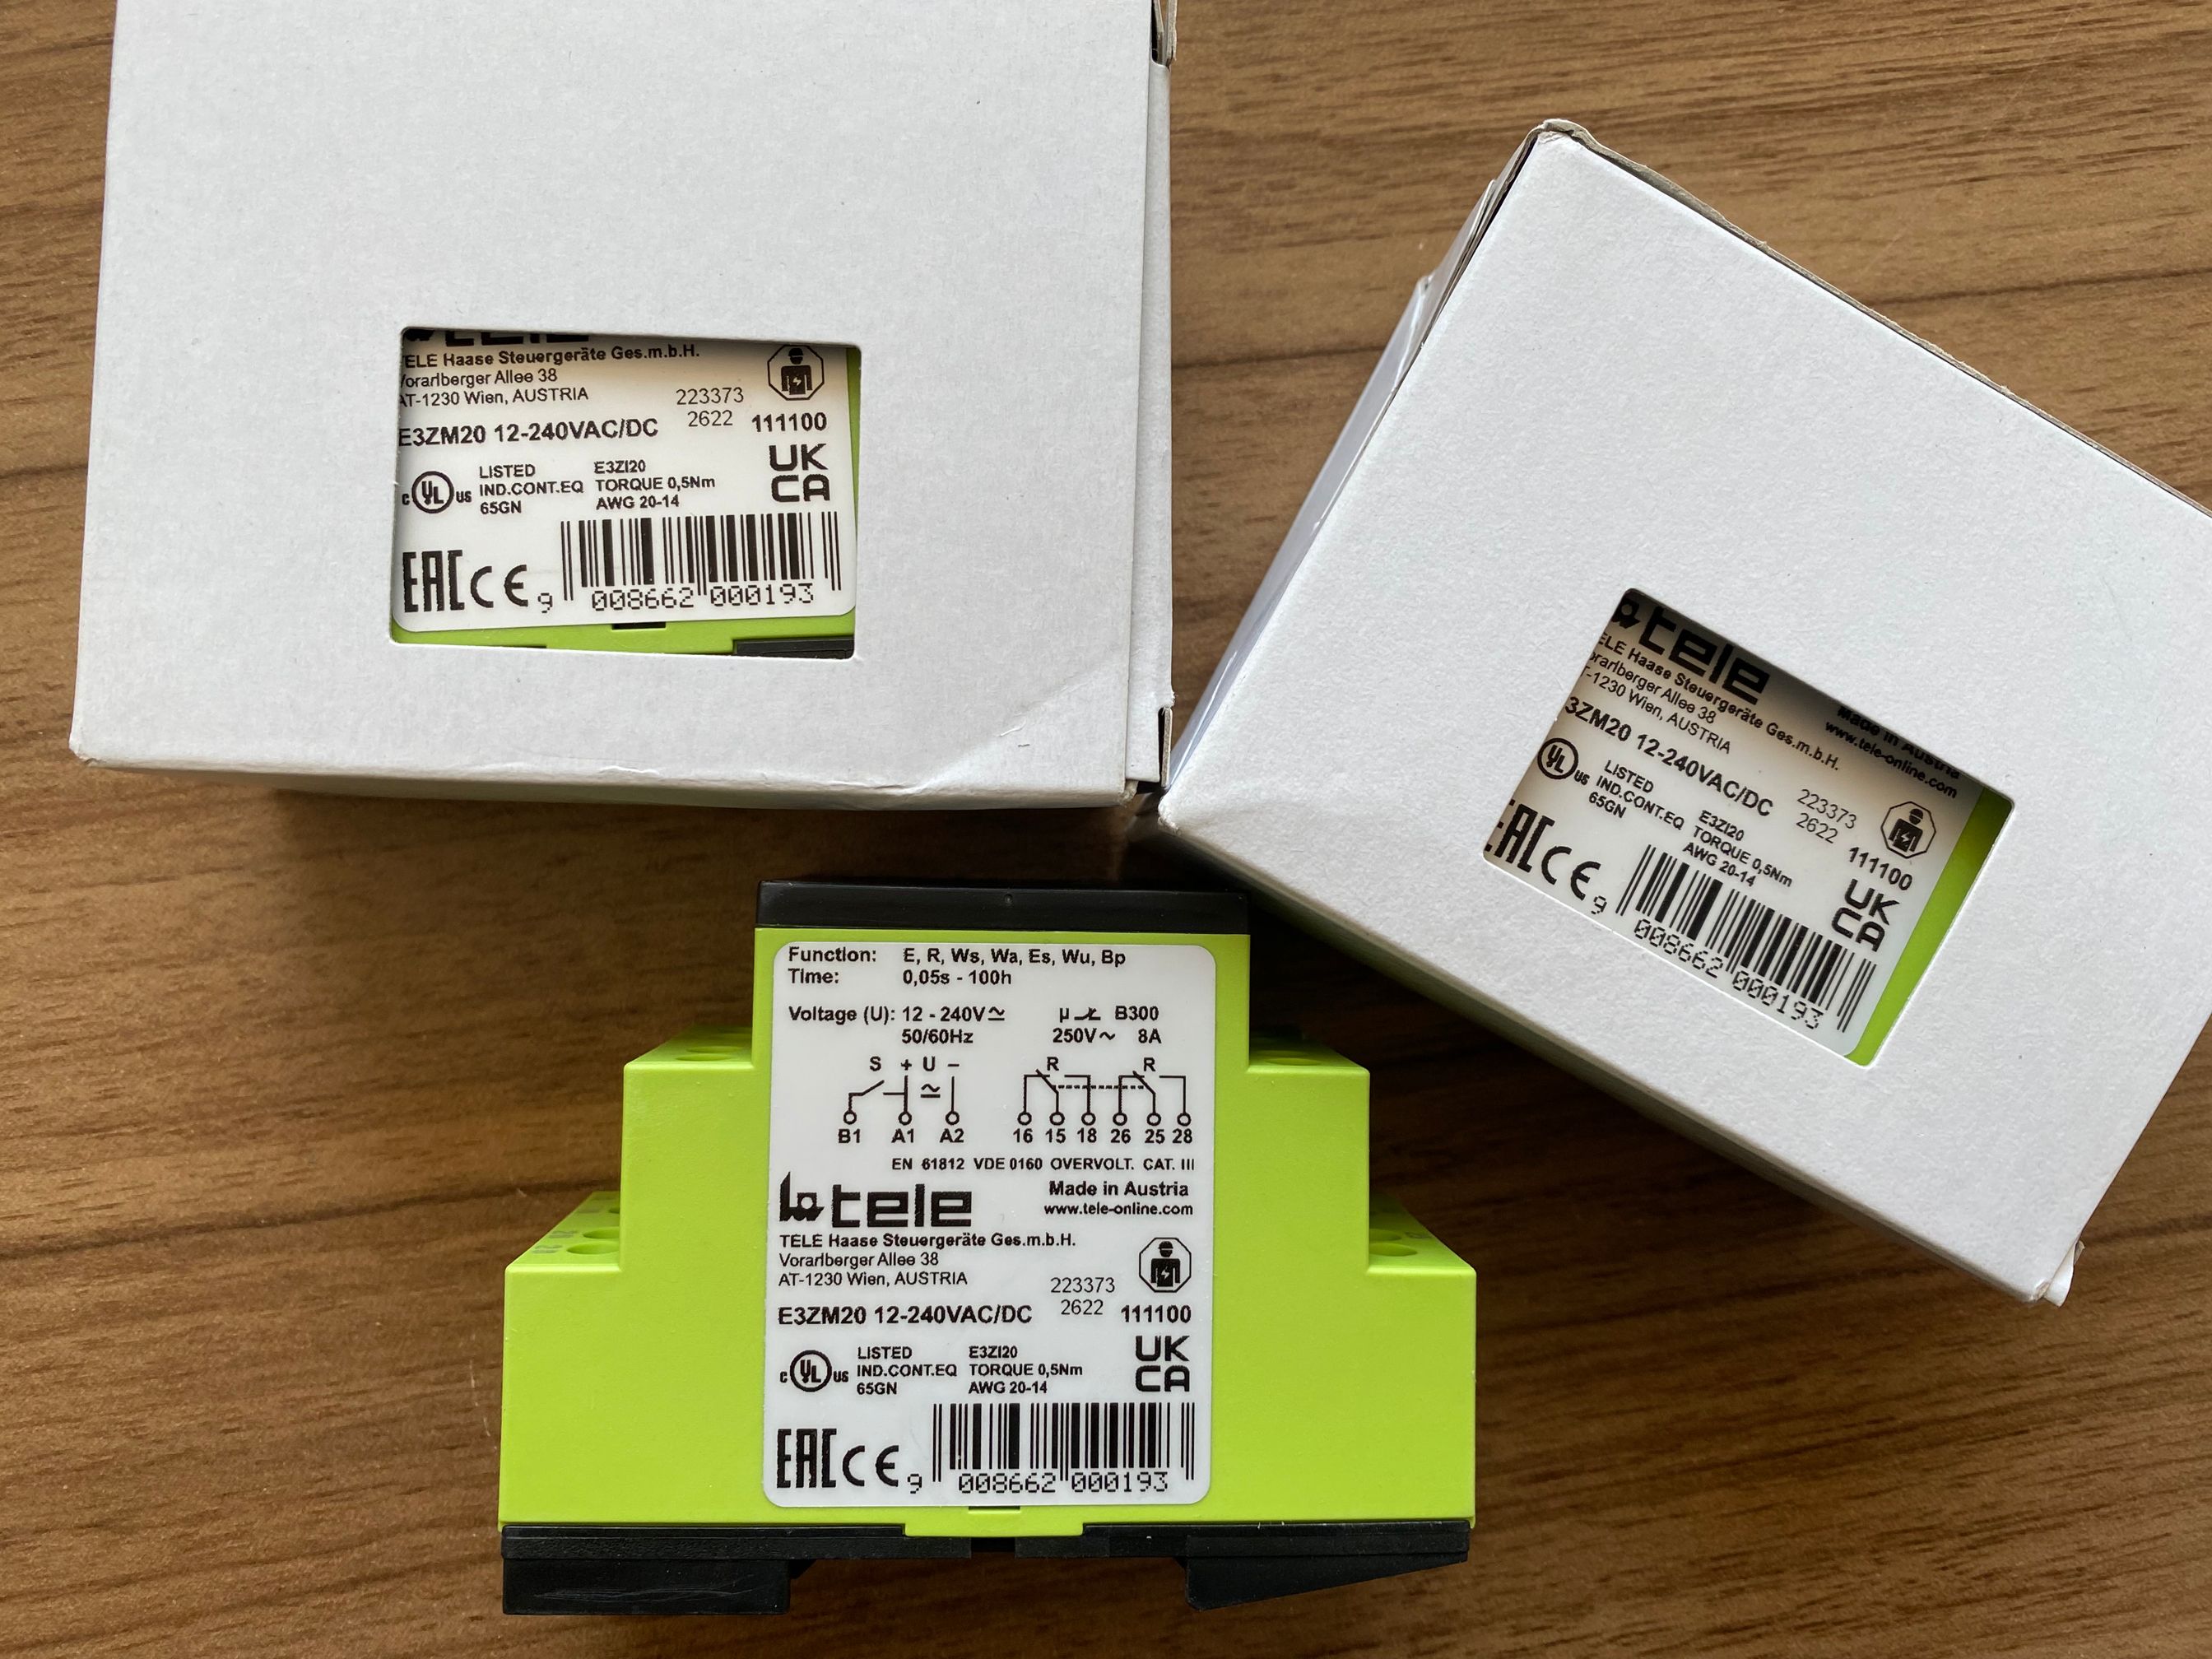 TELE Haase Steuergeräte Ges.m.b.H.
Vorarlberger Allee 38
AT-1230 Wien, AUSTRIA
223373
2622
E3ZM20 12-240VAC/DC 111100
UK
CA
c UL us
LISTED
IND.CONT.EQ
65GN
E3ZI20
TORQUE 0,5Nm
AWG 20-14
EAC CE
9 008662 000193
tele
ELE Haase Steuergeräte Ges.m.b.H.
orarlberger Allee 38
T-1230 Wien, AUSTRIA
Made in Austria
www.tele-online.com
3ZM20 12-240VAC/DC
223373
2622
111100
UL us
LISTED
IND.CONT.EQ
65GN
E3ZI20
TORQUE 0,5Nm
AWG 20-14
UK
CA
EAC CE
9 008662 000193
Function: E, R, Ws, Wa, Es, Wu, Bp
Time: 0,05s - 100h
Voltage (U): 12 - 240V≂ µ B300
50/60Hz 250V~ 8A
S + U − R R
B1 A1 A2 16 15 18 26 25 28
EN 61812 VDE 0160 OVERVOLT. CAT. III
tele
Made in Austria
www.tele-online.com
TELE Haase Steuergeräte Ges.m.b.H.
Vorarlberger Allee 38
AT-1230 Wien, AUSTRIA
223373
2622
E3ZM20 12-240VAC/DC 111100
c UL us
LISTED
IND.CONT.EQ
65GN
E3ZI20
TORQUE 0,5Nm
AWG 20-14
UK
CA
EAC CE
9 008662 000193